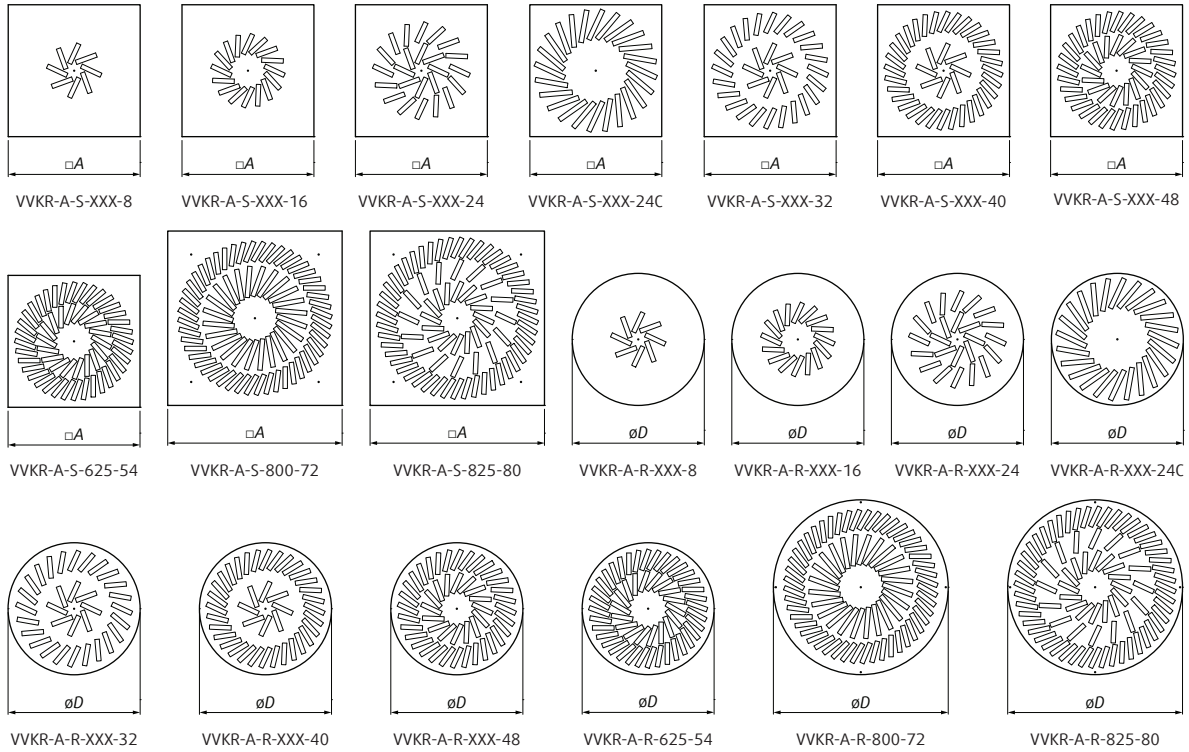 □A □A □A □A □A □A □A
VVKR-A-S-XXX-8 VVKR-A-S-XXX-16 VVKR-A-S-XXX-24 VVKR-A-S-XXX-24C VVKR-A-S-XXX-32 VVKR-A-S-XXX-40 VVKR-A-S-XXX-48
□A □A □A øD øD øD øD
VVKR-A-S-625-54 VVKR-A-S-800-72 VVKR-A-S-825-80 VVKR-A-R-XXX-8 VVKR-A-R-XXX-16 VVKR-A-R-XXX-24 VVKR-A-R-XXX-24C
øD øD øD øD øD øD
VVKR-A-R-XXX-32 VVKR-A-R-XXX-40 VVKR-A-R-XXX-48 VVKR-A-R-625-54 VVKR-A-R-800-72 VVKR-A-R-825-80